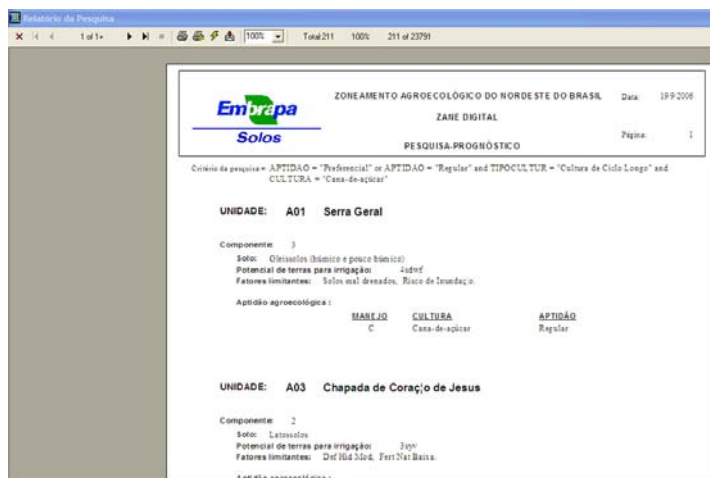 Relatório da Pesquisa
1 of 1+ 100% Total:211 100% 211 of 23791
Embrapa
Solos
ZONEAMENTO AGROECOLÓGICO DO NORDESTE DO BRASIL
ZANE DIGITAL
PESQUISA-PROGNÓSTICO
Data: 19-9-2006
Página: 1
Critério da pesquisa = APTIDAO = "Preferencial" or APTIDAO = "Regular" and TIPOCULTUR = "Cultura de Ciclo Longo" and
CULTURA = "Cana-de-açúcar"
UNIDADE: A01 Serra Geral
Componente: 3
Solo: Gleissolos (húmico e pouco húmico)
Potencial de terras para irrigação: 4sdwf
Fatores limitantes: Solos mal drenados, Risco de Inundaç¦o.
Aptidão agroecológica :
MANEJO CULTURA APTIDÃO
C Cana-de-açúcar Regular
UNIDADE: A03 Chapada de Coraç¦o de Jesus
Componente: 2
Solo: Latossolos
Potencial de terras para irrigação:
Fatores limitantes: Def Hid Mod, Fert Nat Baixa.
Aptidão agroecológica :